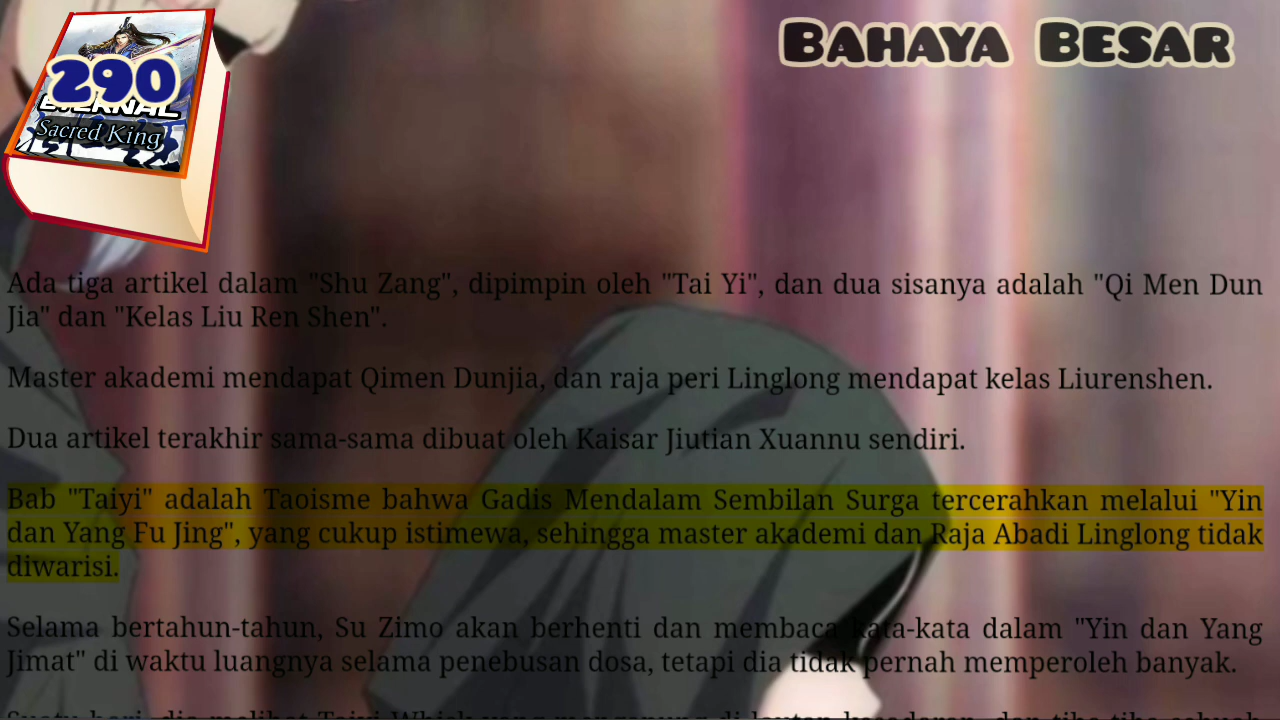 290
ETERNAL
Sacred King
Bahaya Besar
Ada tiga artikel dalam "Shu Zang", dipimpin oleh "Tai Yi", dan dua sisanya adalah "Qi Men Dun
Jia" dan "Kelas Liu Ren Shen".
Master akademi mendapat Qimen Dunjia, dan raja peri Linglong mendapat kelas Liurenshen.
Dua artikel terakhir sama-sama dibuat oleh Kaisar Jiutian Xuannu sendiri.
Bab "Taiyi" adalah Taoisme bahwa Gadis Mendalam Sembilan Surga tercerahkan melalui "Yin
dan Yang Fu Jing", yang cukup istimewa, sehingga master akademi dan Raja Abadi Linglong tidak
diwarisi.
Selama bertahun-tahun, Su Zimo akan berhenti dan membaca kata-kata dalam "Yin dan Yang
Jimat" di waktu luangnya selama penebusan dosa, tetapi dia tidak pernah memperoleh banyak.